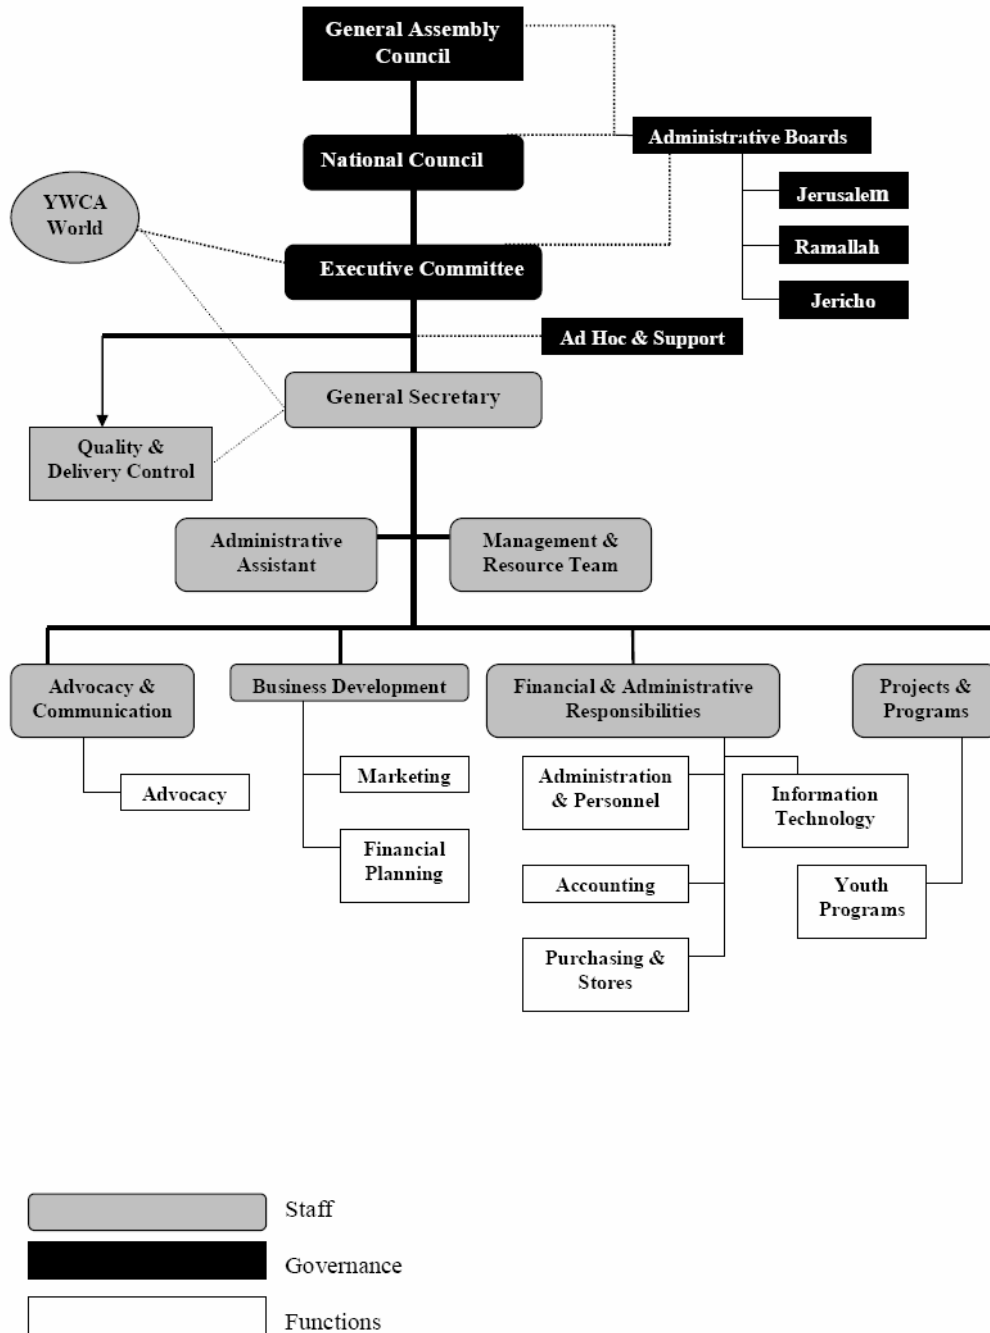 General Assembly
Council
National Council
Administrative Boards
Jerusalem
Ramallah
Jericho
YWCA
World
Executive Committee
Ad Hoc & Support
General Secretary
Quality &
Delivery Control
Administrative
Assistant
Management &
Resource Team
Advocacy &
Communication
Business Development
Financial & Administrative
Responsibilities
Projects &
Programs
Advocacy
Marketing
Financial
Planning
Administration
& Personnel
Information
Technology
Accounting
Youth
Programs
Purchasing &
Stores
Staff
Governance
Functions